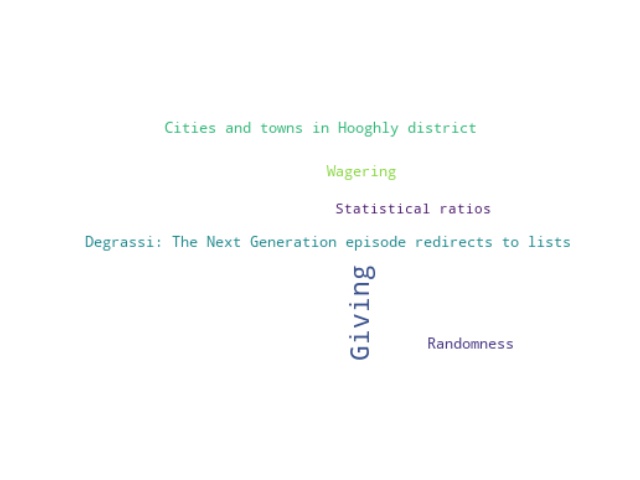 Cities and towns in Hooghly district
Wagering
Statistical ratios
Degrassi: The Next Generation episode redirects to lists
Giving
Randomness